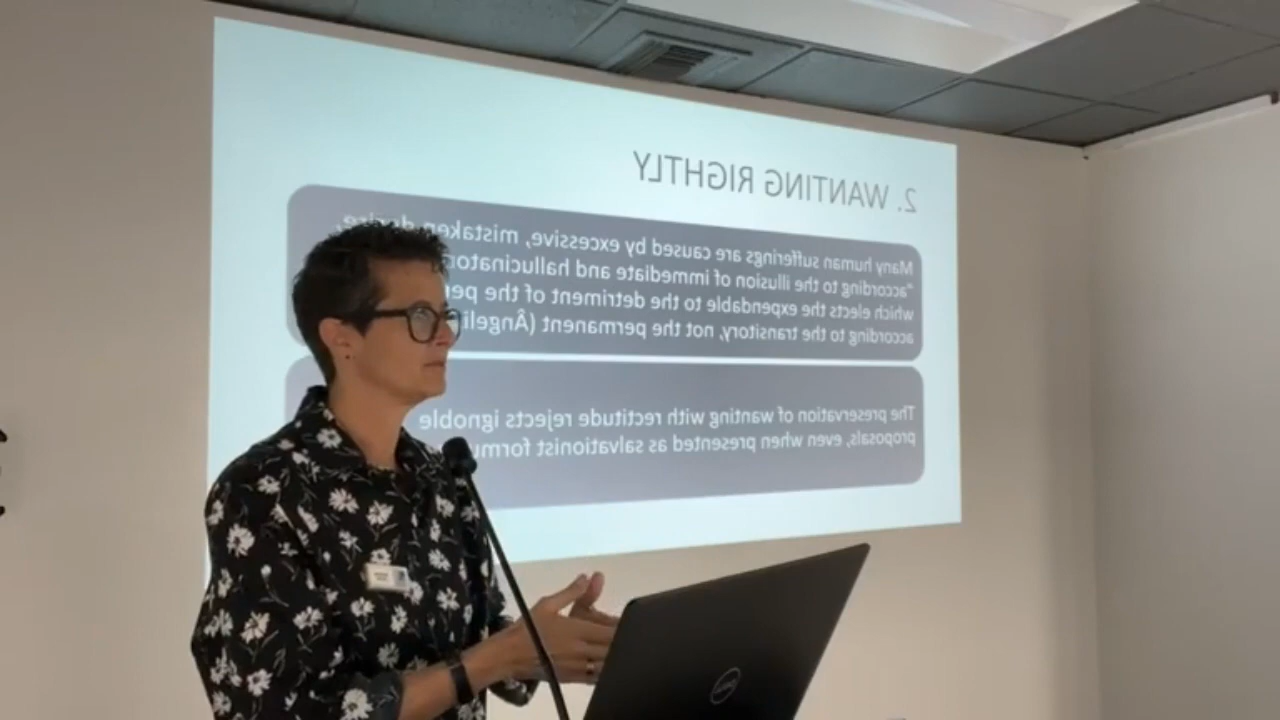 2. WANTING RIGHTLY
Many human sufferings are caused by excessive, mistaken desire,
"according to the illusion of immediate and
which elects the expendable to the detriment of the
according to the transitory, not the permanent
The preservation of wanting with rectitude rejects ignoble
proposals, even when presented as salvationist
DELL